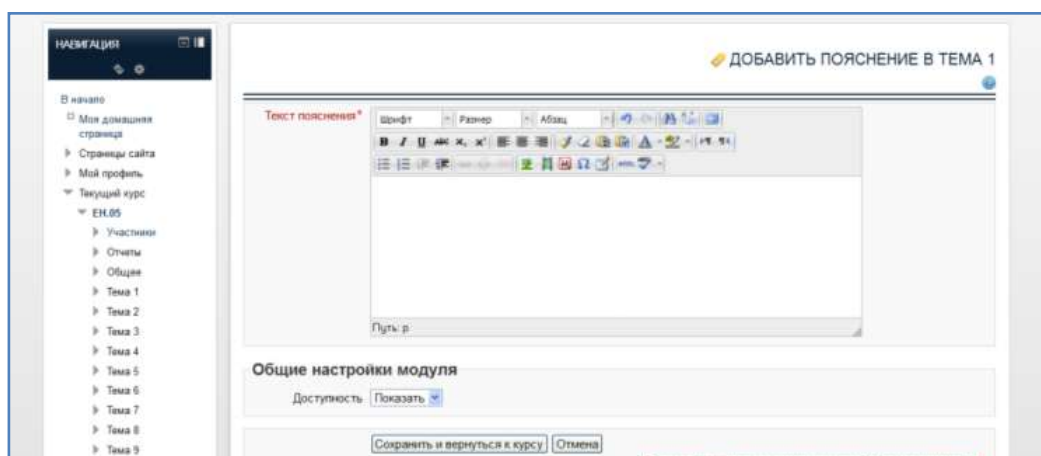 НАВИГАЦИЯ
В начало
Моя домашняя
страница
Страницы сайта
Мой профиль
Текущий курс
ЕН.05
Участники
Отчеты
Общее
Тема 1
Тема 2
Тема 3
Тема 4
Тема 5
Тема 6
Тема 7
Тема 8
Тема 9
ДОБАВИТЬ ПОЯСНЕНИЕ В ТЕМА 1
Текст пояснения*
Шрифт Размер Абзац
Путь: p
Общие настройки модуля
Доступность Показать
Сохранить и вернуться к курсу Отмена